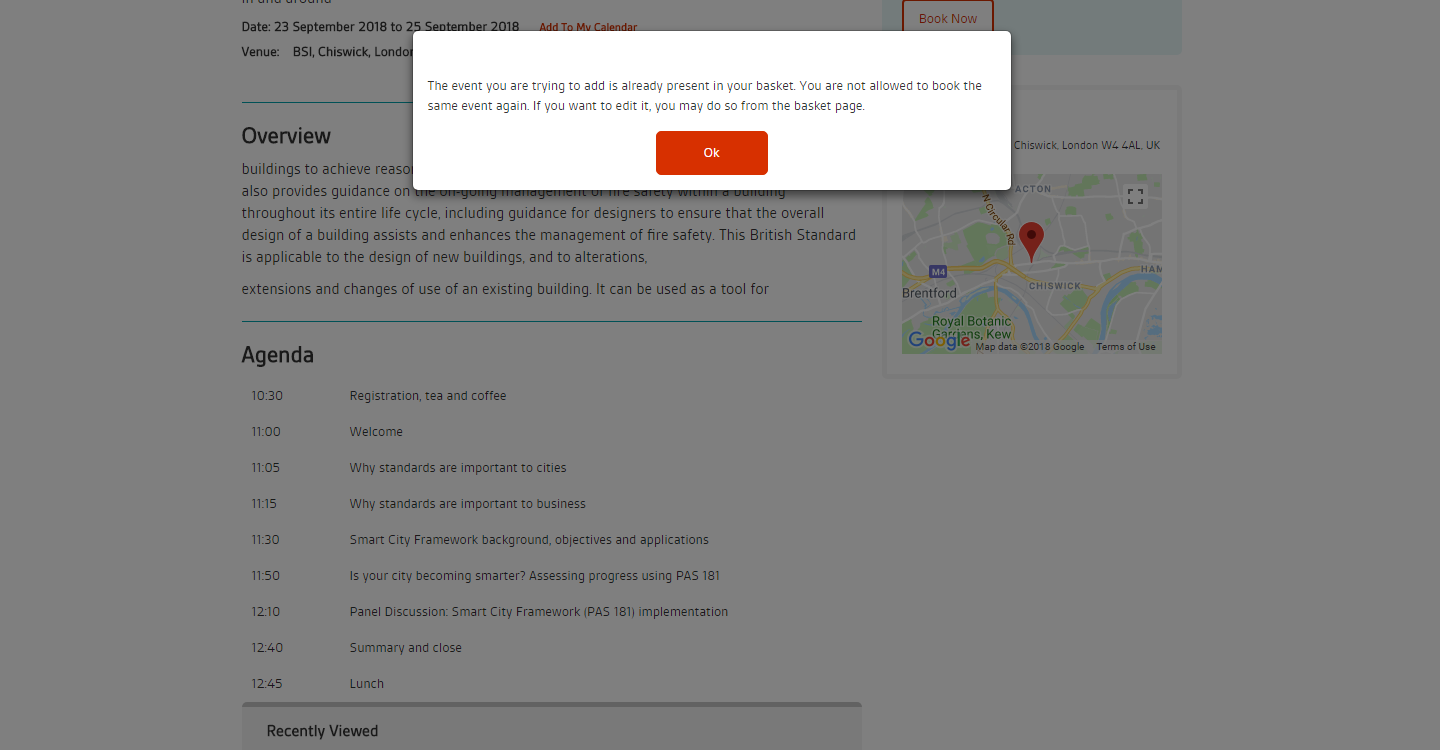 in and around
Date: 23 September 2018 to 25 September 2018 Add To My Calendar
Venue: BSI, Chiswick, London
Book Now
The event you are trying to add is already present in your basket. You are not allowed to book the
same event again. If you want to edit it, you may do so from the basket page.
Ok
Overview
buildings to achieve
also provides guidance on the on-going management of fire safety within a building
throughout its entire life cycle, including guidance for designers to ensure that the overall
design of a building assists and enhances the management of fire safety. This British Standard
is applicable to the design of new buildings, and to alterations,
extensions and changes of use of an existing building. It can be used as a tool for
Chiswick, London W4 4AL, UK
ACTON
N Circular Rd
M4
HAM
CHISWICK
Brentford
Royal Botanic
Gardens, Kew
Google
Map data ©2018 Google Terms of Use
Agenda
10:30 Registration, tea and coffee
11:00 Welcome
11:05 Why standards are important to cities
11:15 Why standards are important to business
11:30 Smart City Framework background, objectives and applications
11:50 Is your city becoming smarter? Assessing progress using PAS 181
12:10 Panel Discussion: Smart City Framework (PAS 181) implementation
12:40 Summary and close
12:45 Lunch
Recently Viewed